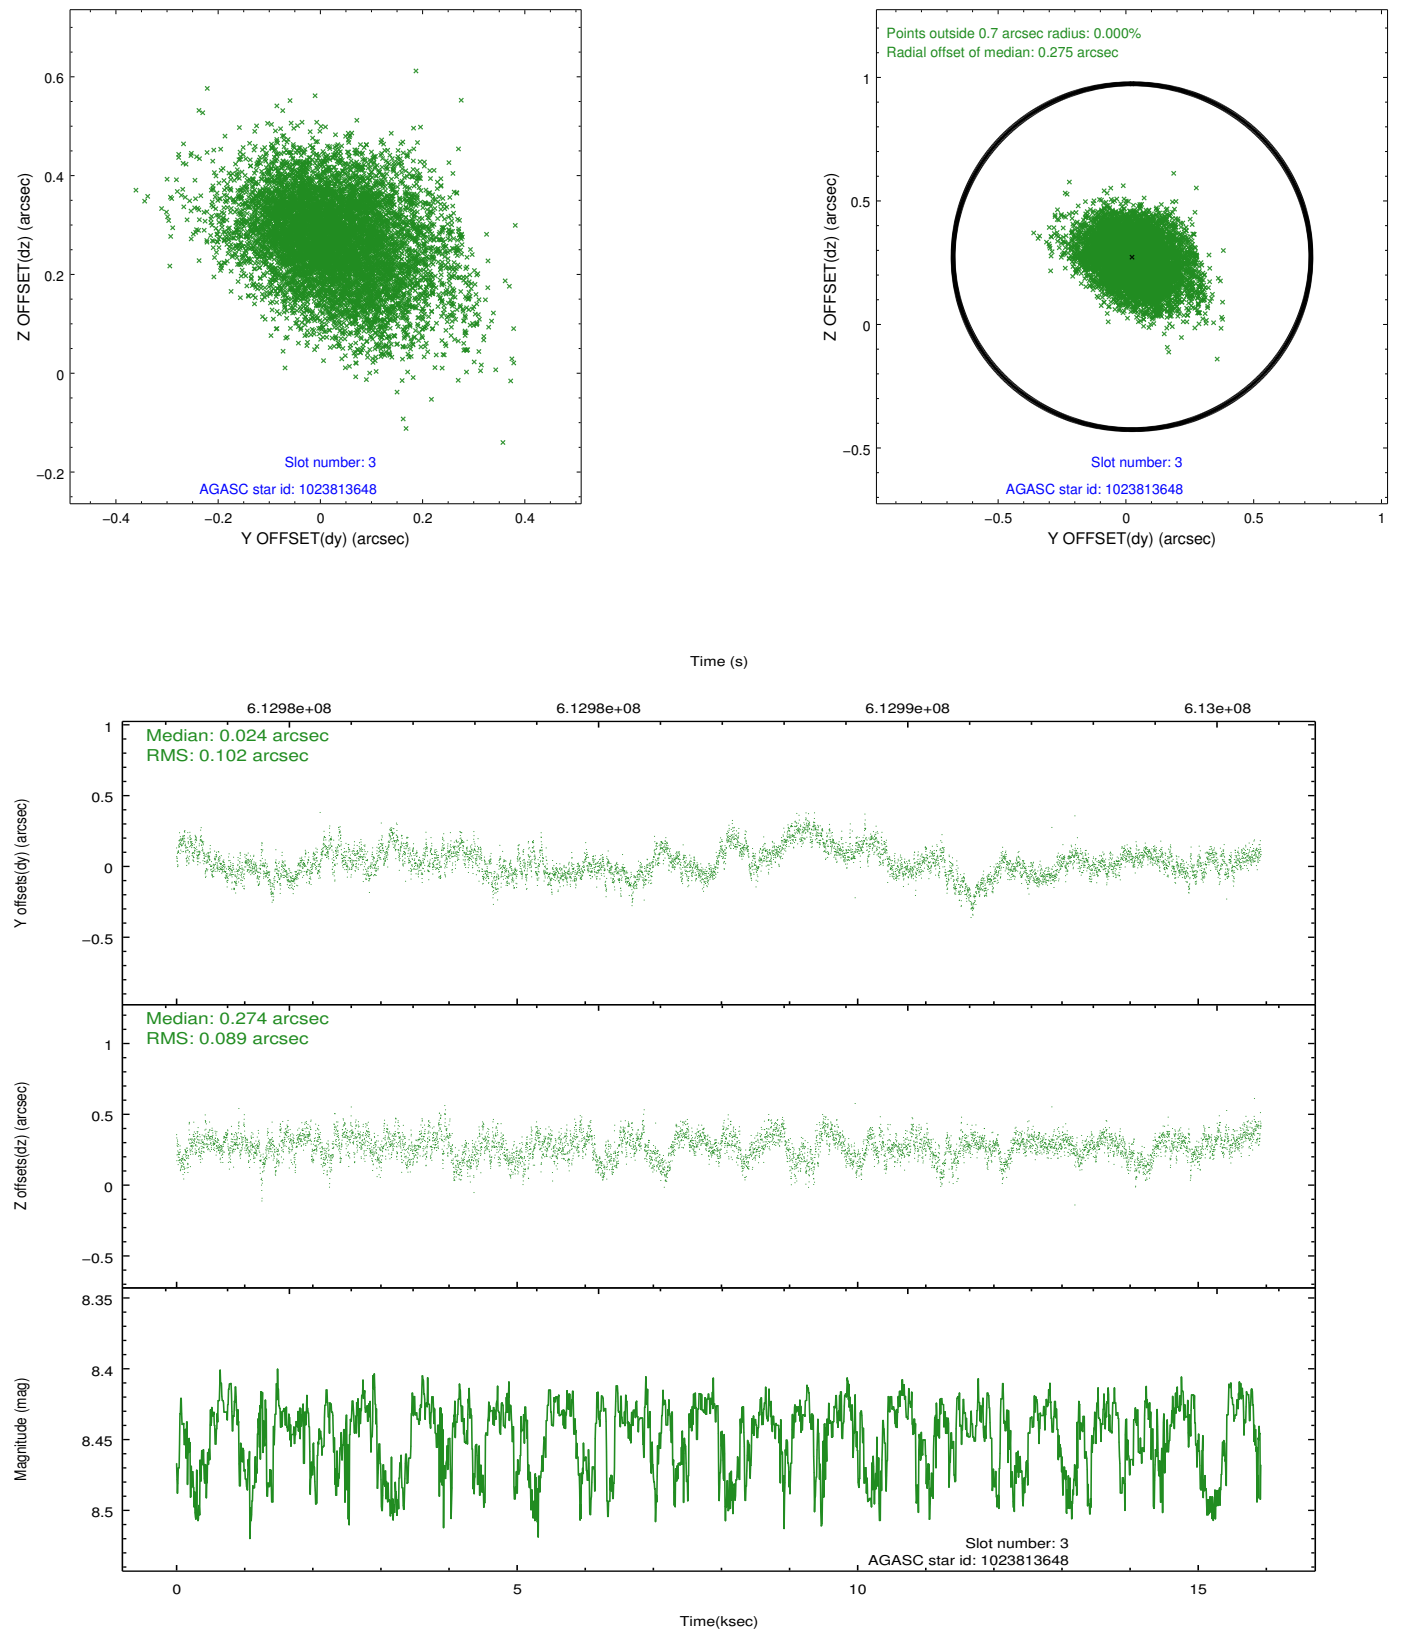 0.6
0.4
0.2
0
−0.2
−0.4
−0.2
0
0.2
0.4
Z OFFSET(dz) (arcsec)
Y OFFSET(dy) (arcsec)
Slot number: 3
AGASC star id: 1023813648
Points outside 0.7 arcsec radius: 0.000%
Radial offset of median: 0.275 arcsec
1
0.5
0
−0.5
−0.5
0
0.5
1
Z OFFSET(dz) (arcsec)
Y OFFSET(dy) (arcsec)
Slot number: 3
AGASC star id: 1023813648
Time (s)
6.1298e+08
6.1298e+08
6.1299e+08
6.13e+08
Median: 0.024 arcsec
RMS: 0.102 arcsec
1
0.5
0
−0.5
Y offsets(dy) (arcsec)
Median: 0.274 arcsec
RMS: 0.089 arcsec
1
0.5
0
−0.5
Z offsets(dz) (arcsec)
8.35
8.4
8.45
8.5
Magnitude (mag)
Slot number: 3
AGASC star id: 1023813648
0
5
10
15
Time(ksec)